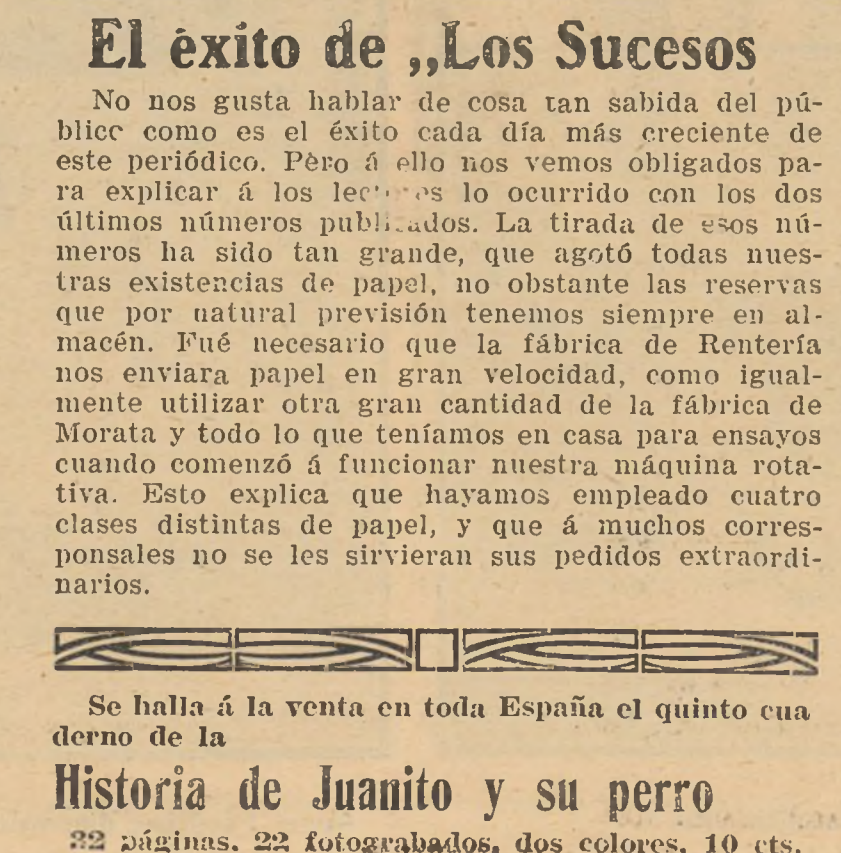 El éxito de „Los Sucesos
No nos gusta hablar de cosa tan sabida del pú-
blico como es el éxito cada día más creciente de
este periódico. Pèro á ello nos vemos obligados pa-
ra explicar á los lectores lo ocurrido con los dos
últimos números publicados. La tirada de esos nú-
meros ha sido tan grande, que agotó todas nues-
tras existencias de papel, no obstante las reservas
que por natural previsión tenemos siempre en al-
macén. Fué necesario que la fábrica de Rentería
nos enviara papel en gran velocidad, como igual-
mente utilizar otra gran cantidad de la fábrica de
Morata y todo lo que teníamos en casa para ensayos
cuando comenzó á funcionar nuestra máquina rota-
tiva. Esto explica que hayamos empleado cuatro
clases distintas de papel, y que á muchos corres-
ponsales no se les sirvieran sus pedidos extraordi-
narios.
Se halla á la venta en toda España el quinto cua
derno de la
Historia de Juanito y su perro
páginas, 22 fotograbados, dos colores, 10 cts.